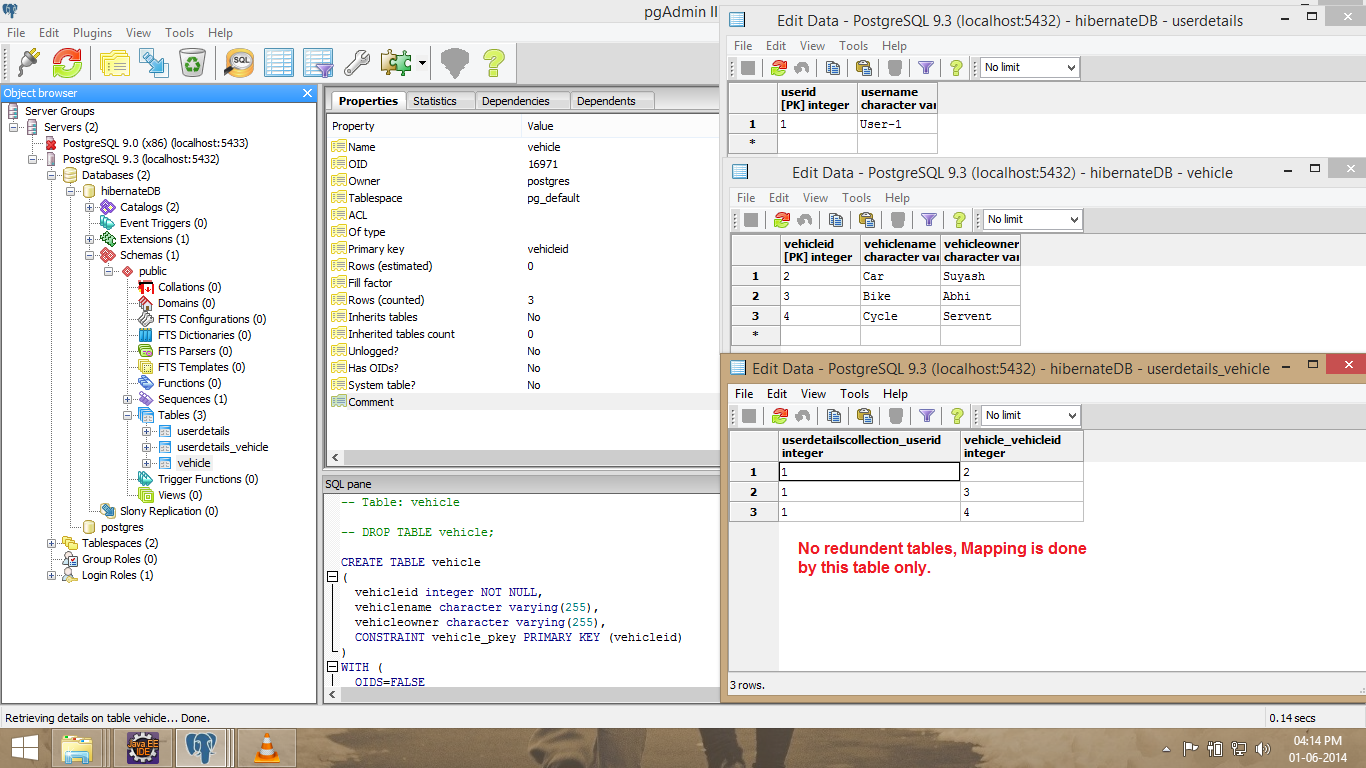 pgAdmin II
File Edit Plugins View Tools Help
SQL
Object browser
Server Groups
Servers (2)
PostgreSQL 9.0 (x86) (localhost:5433)
PostgreSQL 9.3 (localhost:5432)
Databases (2)
hibernateDB
Catalogs (2)
Event Triggers (0)
Extensions (1)
Schemas (1)
public
Collations (0)
Domains (0)
FTS Configurations (0)
FTS Dictionaries (0)
FTS Parsers (0)
FTS Templates (0)
Functions (0)
Sequences (1)
Tables (3)
userdetails
userdetails_vehicle
vehicle
Trigger Functions (0)
Views (0)
Slony Replication (0)
postgres
Tablespaces (2)
Group Roles (0)
Login Roles (1)
Properties Statistics Dependencies Dependents
Property Value
Name vehicle
OID 16971
Owner postgres
Tablespace pg_default
ACL
Of type
Primary key vehicleid
Rows (estimated) 0
Fill factor
Rows (counted) 3
Inherits tables No
Inherited tables count 0
Unlogged? No
Has OIDs? No
System table? No
Comment
SQL pane
-- Table: vehicle
-- DROP TABLE vehicle;
CREATE TABLE vehicle
(
vehicleid integer NOT NULL,
vehiclename character varying(255),
vehicleowner character varying(255),
CONSTRAINT vehicle_pkey PRIMARY KEY (vehicleid)
)
WITH (
OIDS=FALSE
Edit Data - PostgreSQL 9.3 (localhost:5432) - hibernateDB - userdetails
File Edit View Tools Help
No limit
userid username
[PK] integer character var
1 1 User-1
*
Edit Data - PostgreSQL 9.3 (localhost:5432) - hibernateDB - vehicle
File Edit View Tools Help
No limit
vehicleid vehiclename vehicleowner
[PK] integer character var character var
1 2 Car Suyash
2 3 Bike Abhi
3 4 Cycle Servent
*
Edit Data - PostgreSQL 9.3 (localhost:5432) - hibernateDB - userdetails_vehicle
File Edit View Tools Help
No limit
userdetailscollection_userid vehicle_vehicleid
integer integer
1 1 2
2 1 3
3 1 4
No redundent tables, Mapping is done
by this table only.
3 rows.
Retrieving details on table vehicle... Done. 0.14 secs
Java EE
IDE
04:14 PM
01-06-2014